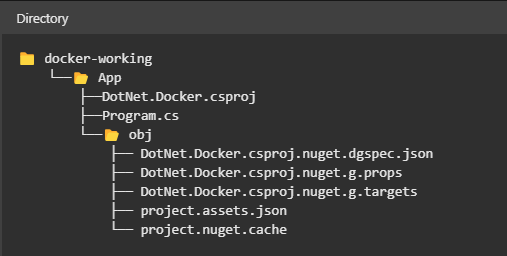 Directory
docker-working
App
DotNet.Docker.csproj
Program.cs
obj
DotNet.Docker.csproj.nuget.dgspec.json
DotNet.Docker.csproj.nuget.g.props
DotNet.Docker.csproj.nuget.g.targets
project.assets.json
project.nuget.cache